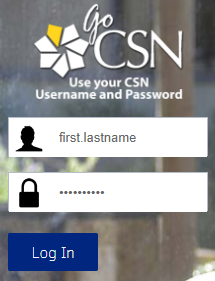 Go
CSN
Use your CSN
Username and Password
first.lastname
••••••••••
Log In